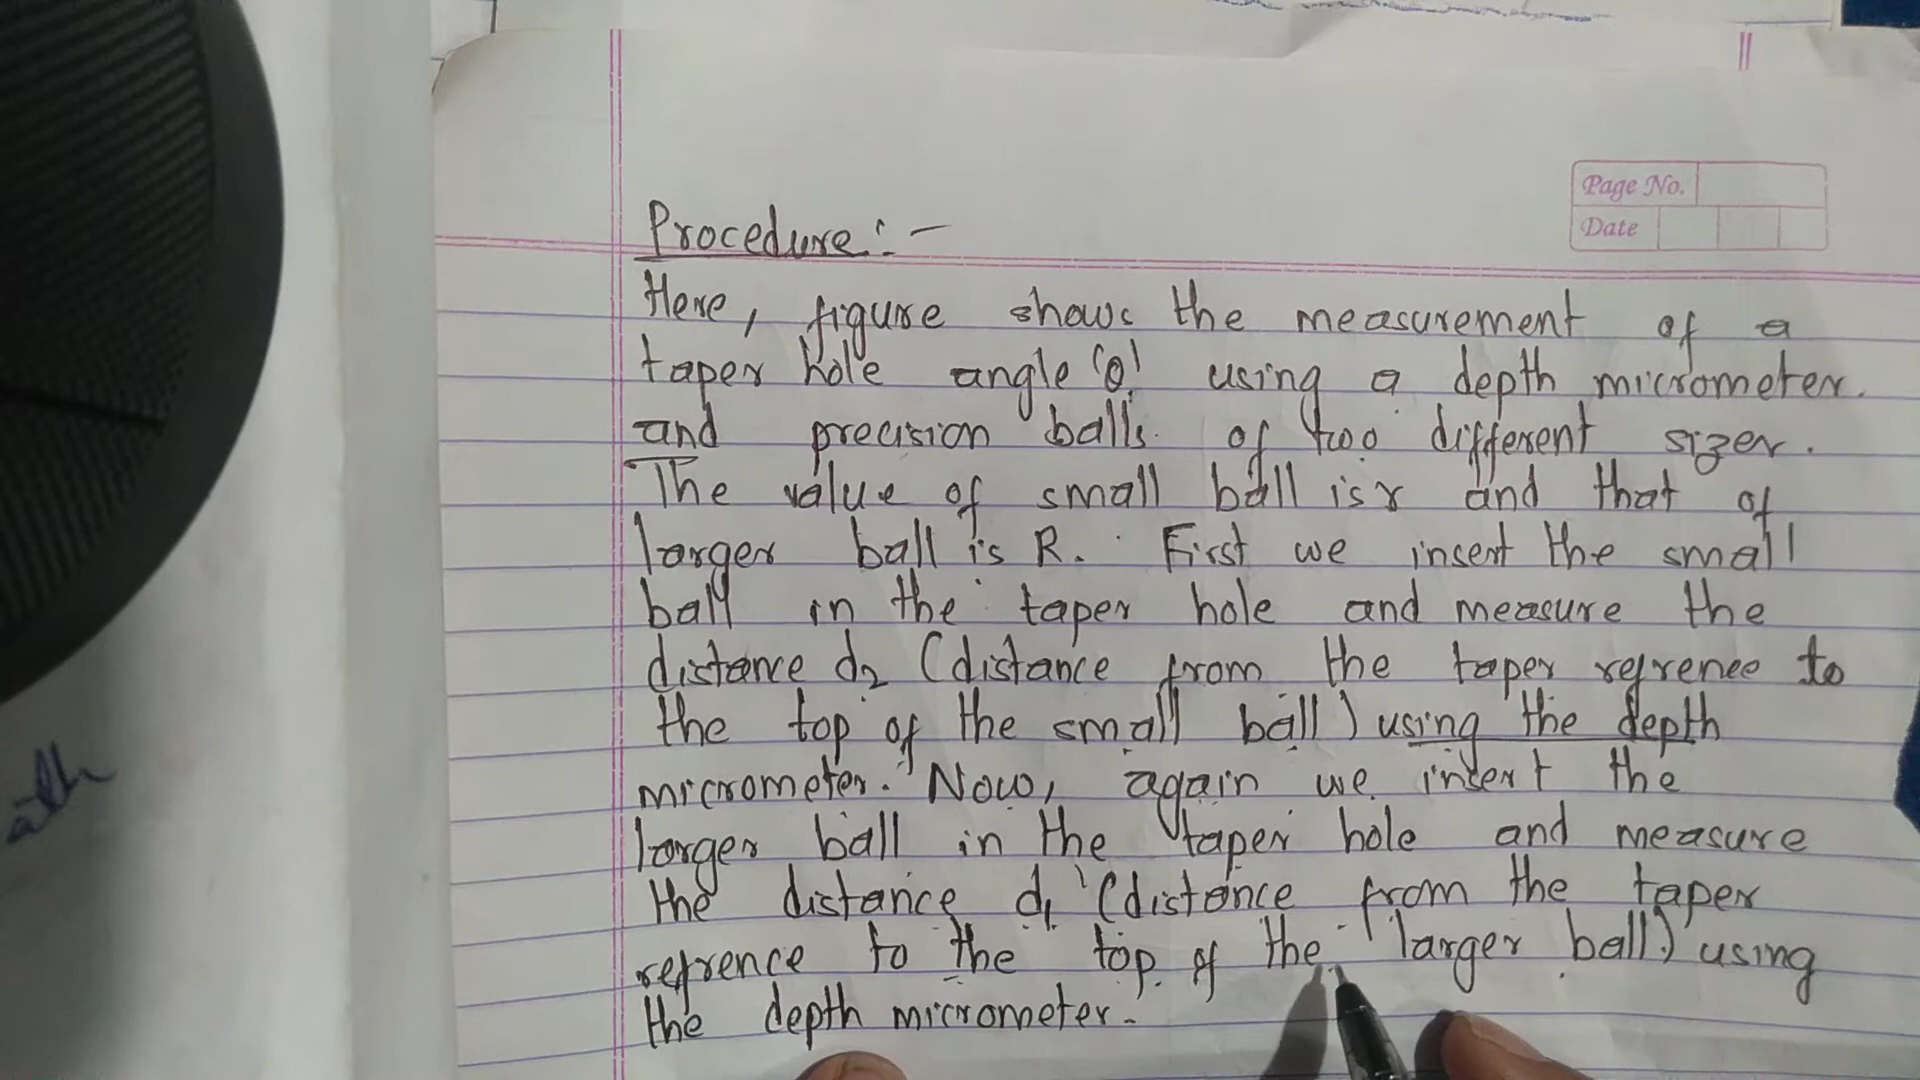 Page No.
Date
Procedure :-
Here, figure shows the measurement of a
taper hole angle 'θ' using a depth micrometer.
and precision balls of two different sizes.
The value of small ball is r and that of
larger ball is R. First we insert the small
ball in the taper hole and measure the
distance d₂ (distance from the taper refrence to
the top of the small ball) using the depth
micrometer. Now, again we insert the
larger ball in the taper hole and measure
the distance d₁ (distance from the taper
refrence to the top of the larger ball) using
the depth micrometer.